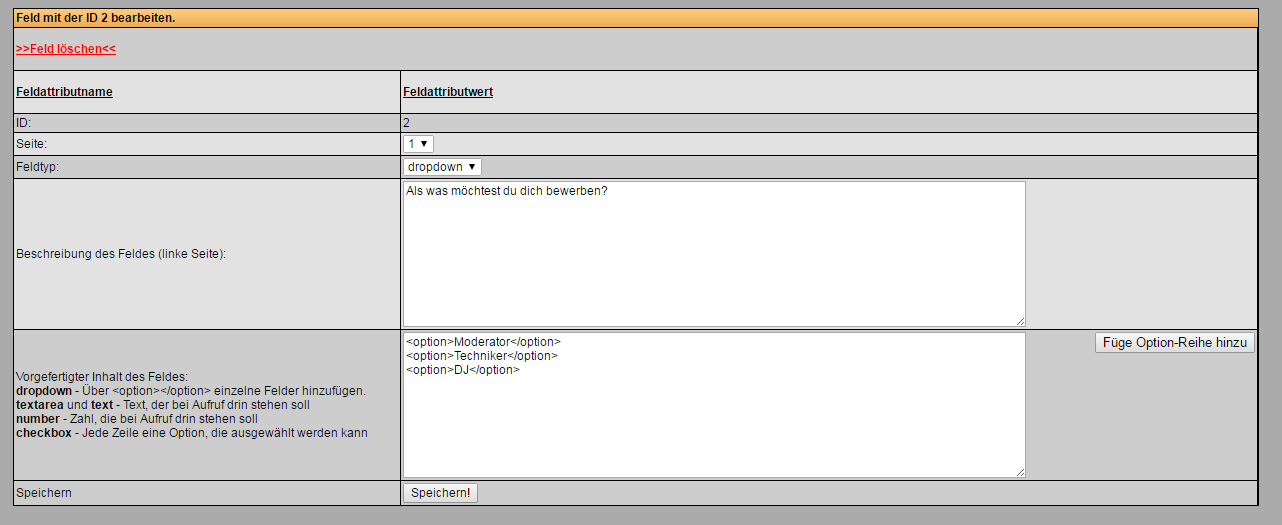 Feld mit der ID 2 bearbeiten.
>>Feld löschen<<
Feldattributname Feldattributwert
ID: 2
Seite: 1
Feldtyp: dropdown
Beschreibung des Feldes (linke Seite):
Als was möchtest du dich bewerben?
Vorgefertigter Inhalt des Feldes:
dropdown - Über <option></option> einzelne Felder hinzufügen.
textarea und text - Text, der bei Aufruf drin stehen soll
number - Zahl, die bei Aufruf drin stehen soll
checkbox - Jede Zeile eine Option, die ausgewählt werden kann
<option>Moderator</option>
<option>Techniker</option>
<option>DJ</option>
Füge Option-Reihe hinzu
Speichern Speichern!